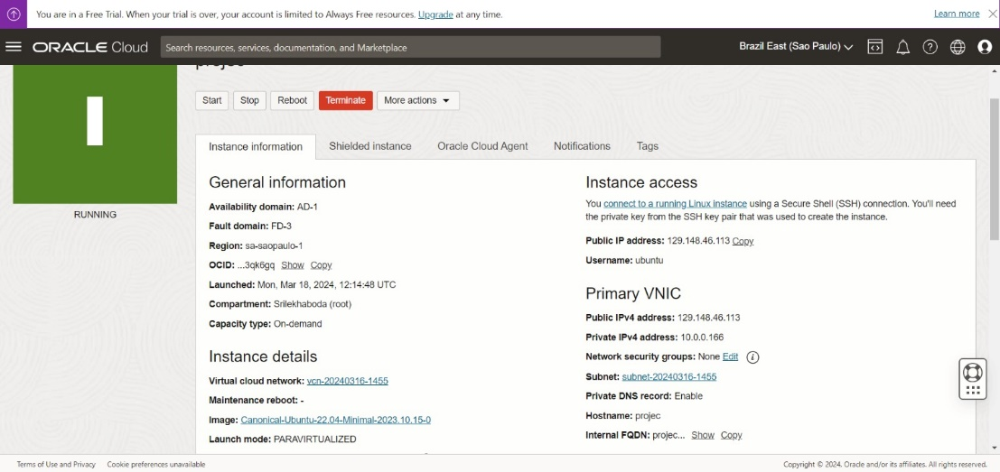 You are in a Free Trial. When your trial is over, your account is limited to Always Free resources. Upgrade at any time.
Learn more
ORACLE Cloud
Search resources, services, documentation, and Marketplace
Brazil East (Sao Paulo)
projec
Start Stop Reboot Terminate More actions
Instance information Shielded instance Oracle Cloud Agent Notifications Tags
RUNNING
General information
Availability domain: AD-1
Fault domain: FD-3
Region: sa-saopaulo-1
OCID: ...3qk6gq Show Copy
Launched: Mon, Mar 18, 2024, 12:14:48 UTC
Compartment: Srilekhaboda (root)
Capacity type: On-demand
Instance details
Virtual cloud network: vcn-20240316-1455
Maintenance reboot: -
Image: Canonical-Ubuntu-22.04-Minimal-2023.10.15-0
Launch mode: PARAVIRTUALIZED
Instance access
You connect to a running Linux instance using a Secure Shell (SSH) connection. You'll need
the private key from the SSH key pair that was used to create the instance.
Public IP address: 129.148.46.113 Copy
Username: ubuntu
Primary VNIC
Public IPv4 address: 129.148.46.113
Private IPv4 address: 10.0.0.166
Network security groups: None Edit
Subnet: subnet-20240316-1455
Private DNS record: Enable
Hostname: projec
Internal FQDN: projec... Show Copy
Terms of Use and Privacy Cookie preferences unavailable
Copyright © 2024, Oracle and/or its affiliates. All rights reserved.